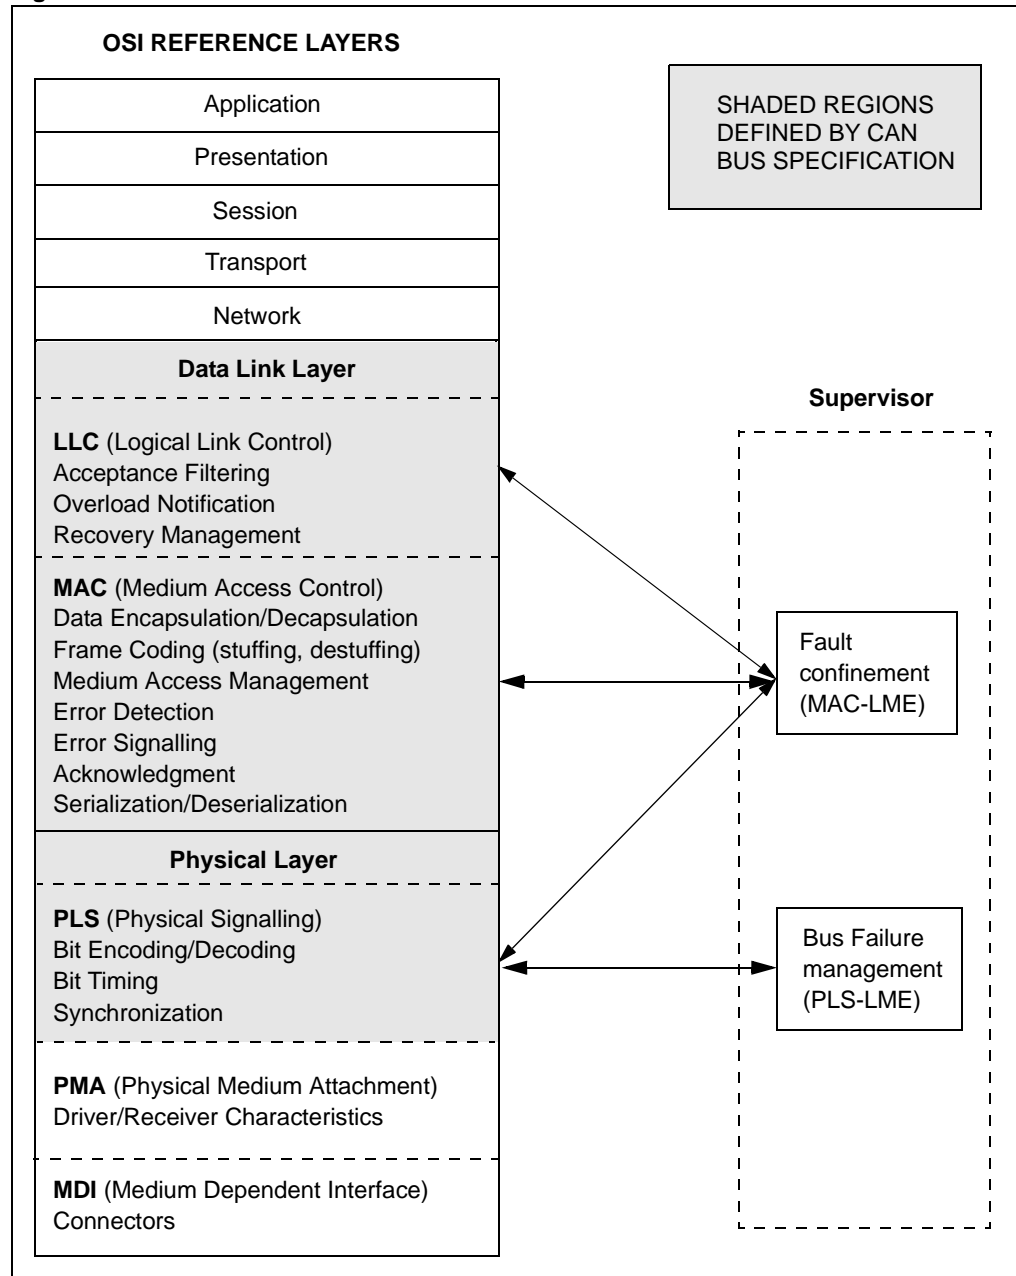 OSI REFERENCE LAYERS
Application
Presentation
Session
Transport
Network
Data Link Layer
LLC (Logical Link Control)
Acceptance Filtering
Overload Notification
Recovery Management
MAC (Medium Access Control)
Data Encapsulation/Decapsulation
Frame Coding (stuffing, destuffing)
Medium Access Management
Error Detection
Error Signalling
Acknowledgment
Serialization/Deserialization
Physical Layer
PLS (Physical Signalling)
Bit Encoding/Decoding
Bit Timing
Synchronization
PMA (Physical Medium Attachment)
Driver/Receiver Characteristics
MDI (Medium Dependent Interface)
Connectors
SHADED REGIONS
DEFINED BY CAN
BUS SPECIFICATION
Supervisor
Fault
confinement
(MAC-LME)
Bus Failure
management
(PLS-LME)